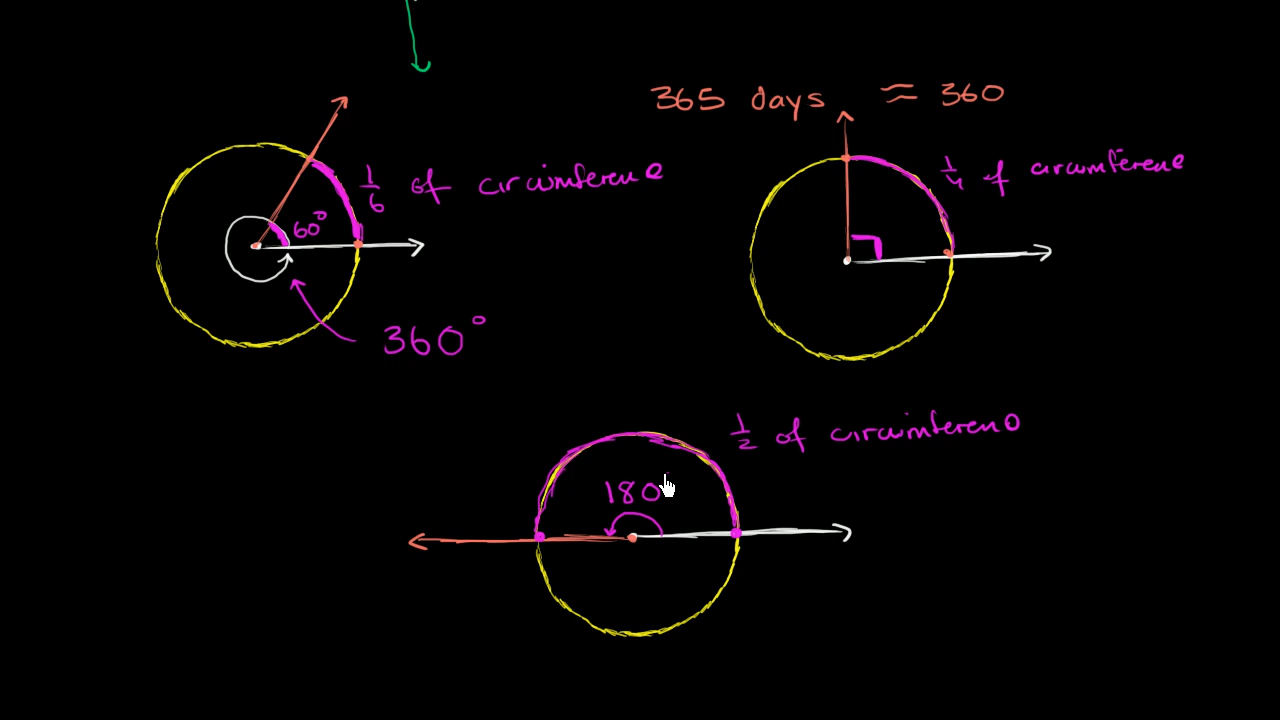 365 days ≈ 360
1/6 of circumference
1/4 of circumference
60°
360°
1/2 of circumference
180